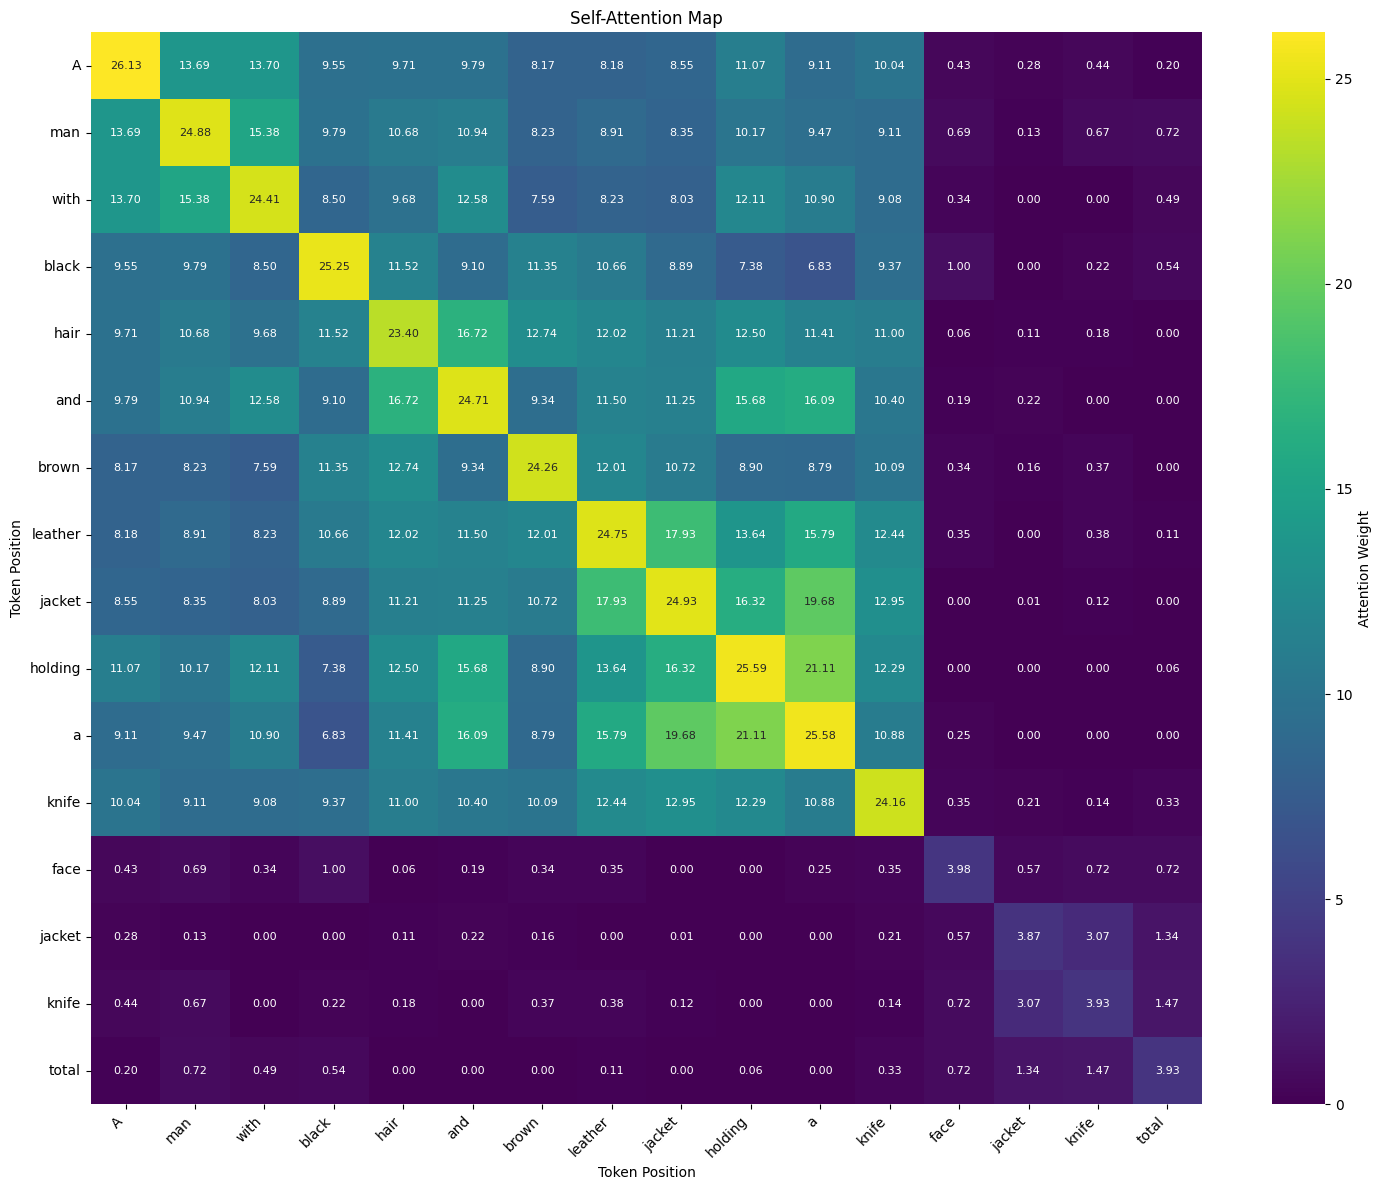 Self-Attention Map
A 26.13 13.69 13.70 9.55 9.71 9.79 8.17 8.18 8.55 11.07 9.11 10.04 0.43 0.28 0.44 0.20
man 13.69 24.88 15.38 9.79 10.68 10.94 8.23 8.91 8.35 10.17 9.47 9.11 0.69 0.13 0.67 0.72
with 13.70 15.38 24.41 8.50 9.68 12.58 7.59 8.23 8.03 12.11 10.90 9.08 0.34 0.00 0.00 0.49
black 9.55 9.79 8.50 25.25 11.52 9.10 11.35 10.66 8.89 7.38 6.83 9.37 1.00 0.00 0.22 0.54
hair 9.71 10.68 9.68 11.52 23.40 16.72 12.74 12.02 11.21 12.50 11.41 11.00 0.06 0.11 0.18 0.00
and 9.79 10.94 12.58 9.10 16.72 24.71 9.34 11.50 11.25 15.68 16.09 10.40 0.19 0.22 0.00 0.00
brown 8.17 8.23 7.59 11.35 12.74 9.34 24.26 12.01 10.72 8.90 8.79 10.09 0.34 0.16 0.37 0.00
leather 8.18 8.91 8.23 10.66 12.02 11.50 12.01 24.75 17.93 13.64 15.79 12.44 0.35 0.00 0.38 0.11
jacket 8.55 8.35 8.03 8.89 11.21 11.25 10.72 17.93 24.93 16.32 19.68 12.95 0.00 0.01 0.12 0.00
holding 11.07 10.17 12.11 7.38 12.50 15.68 8.90 13.64 16.32 25.59 21.11 12.29 0.00 0.00 0.00 0.06
a 9.11 9.47 10.90 6.83 11.41 16.09 8.79 15.79 19.68 21.11 25.58 10.88 0.25 0.00 0.00 0.00
knife 10.04 9.11 9.08 9.37 11.00 10.40 10.09 12.44 12.95 12.29 10.88 24.16 0.35 0.21 0.14 0.33
face 0.43 0.69 0.34 1.00 0.06 0.19 0.34 0.35 0.00 0.00 0.25 0.35 3.98 0.57 0.72 0.72
jacket 0.28 0.13 0.00 0.00 0.11 0.22 0.16 0.00 0.01 0.00 0.00 0.21 0.57 3.87 3.07 1.34
knife 0.44 0.67 0.00 0.22 0.18 0.00 0.37 0.38 0.12 0.00 0.00 0.14 0.72 3.07 3.93 1.47
total 0.20 0.72 0.49 0.54 0.00 0.00 0.00 0.11 0.00 0.06 0.00 0.33 0.72 1.34 1.47 3.93
A man with black hair and brown leather jacket holding a knife face jacket knife total
Token Position
Token Position
25
20
15
10
5
0
Attention Weight